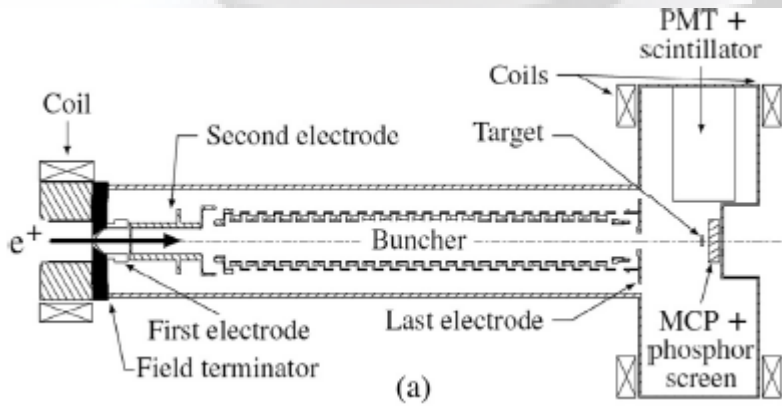 PMT +
scintillator
Coils
Coil
Second electrode
Target
e+
Buncher
First electrode
Last electrode
MCP +
phosphor
screen
Field terminator
(a)